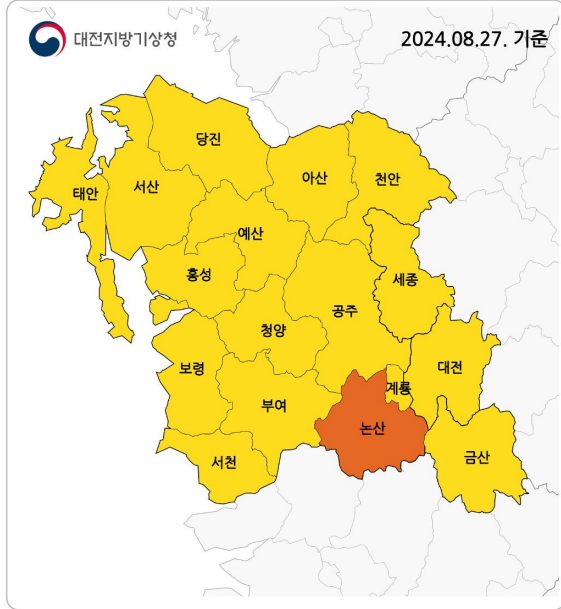 대전지방기상청
2024.08.27. 기준
당진
아산
천안
태안
서산
예산
홍성
세종
공주
청양
보령
대전
계룡
부여
논산
서천
금산